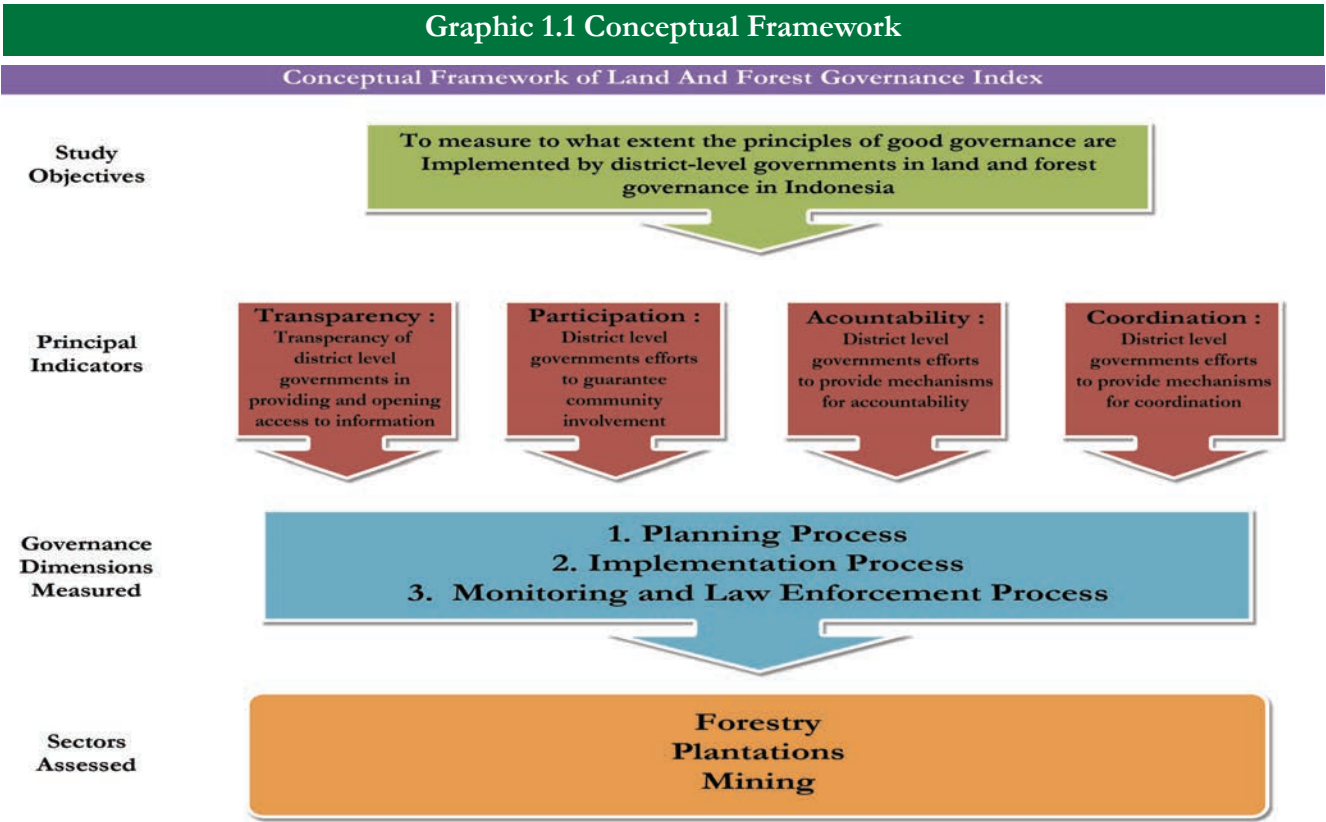 Graphic 1.1 Conceptual Framework
Conceptual Framework of Land And Forest Governance Index
Study
Objectives
To measure to what extent the principles of good governance are
Implemented by district-level governments in land and forest
governance in Indonesia
Principal
Indicators
Transparency :
Transperancy of
district level
governments in
providing and opening
access to information
Participation :
District level
governments efforts
to guarantee
community
involvement
Acountability :
District level
governments efforts
to provide mechanisms
for accountability
Coordination :
District level
governments efforts
to provide mechanisms
for coordination
Governance
Dimensions
Measured
1. Planning Process
2. Implementation Process
3. Monitoring and Law Enforcement Process
Sectors
Assessed
Forestry
Plantations
Mining